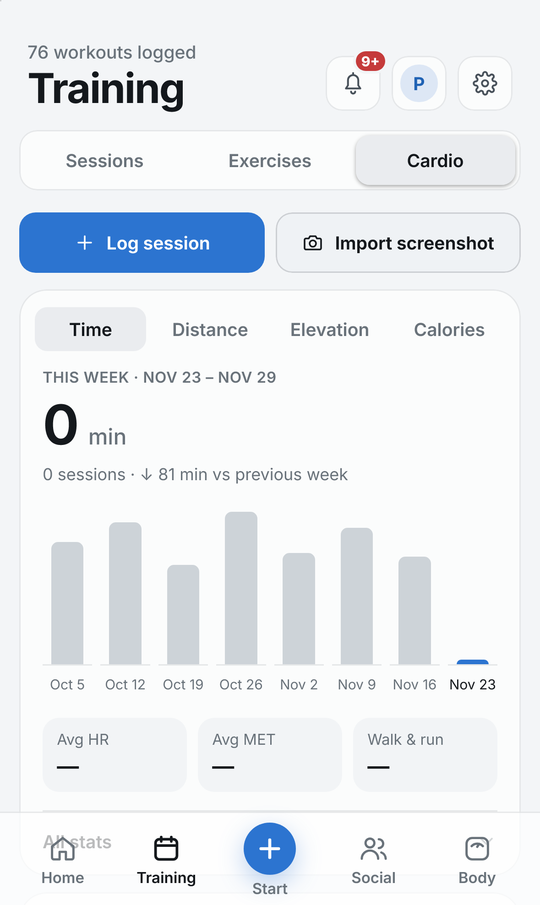 76 workouts logged
Training
9+
P
Sessions Exercises Cardio
Log session Import screenshot
Time Distance Elevation Calories
THIS WEEK · NOV 23 – NOV 29
0 min
0 sessions · ↓ 81 min vs previous week
Oct 5 Oct 12 Oct 19 Oct 26 Nov 2 Nov 9 Nov 16 Nov 23
Avg HR Avg MET Walk & run
— — —
All stats
Home Training Start Social Body